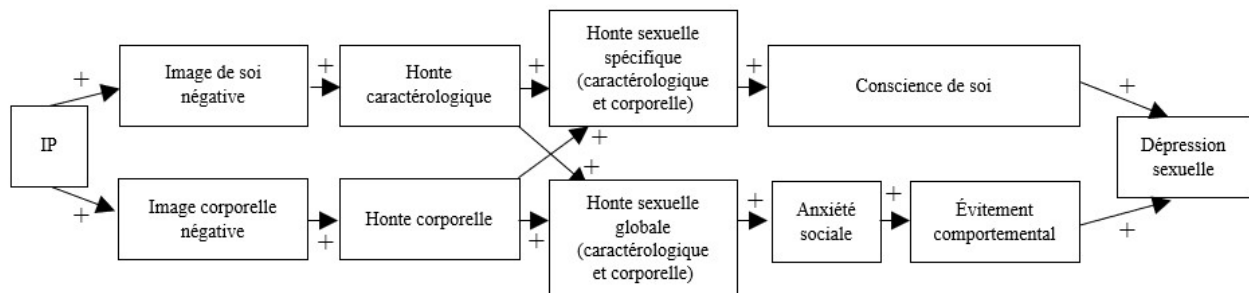 IP
+
Image de soi
négative
+
Honte
caractérologique
+
Honte sexuelle
spécifique
(caractérologique
et corporelle)
+
Conscience de soi
+
+
+
Dépression
sexuelle
+
Image corporelle
négative
+
Honte corporelle
+
Honte sexuelle
globale
(caractérologique
et corporelle)
+
Anxiété
sociale
+
Évitement
comportemental
+